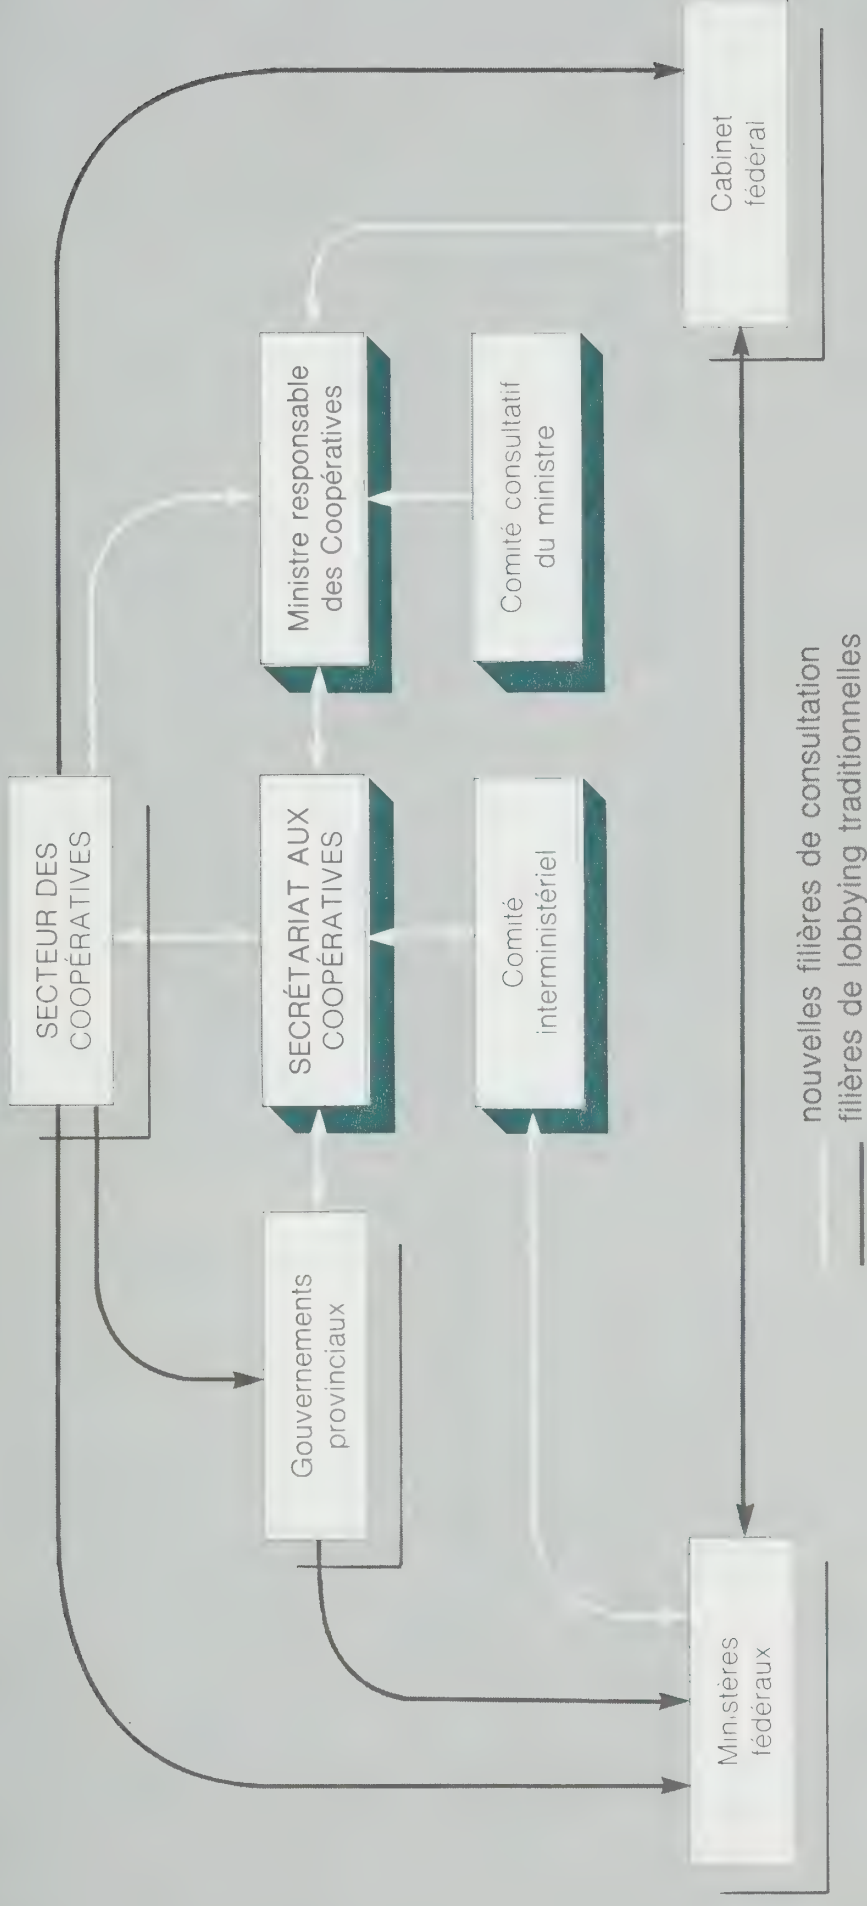 SECTEUR DES
COOPÉRATIVES
Gouvernements
provinciaux
SECRÉTARIAT AUX
COOPÉRATIVES
Ministre responsable
des Coopératives
Comité
interministériel
Comité consultatif
du ministre
Ministères
fédéraux
Cabinet
fédéral
nouvelles filières de consultation
filières de lobbying traditionnelles